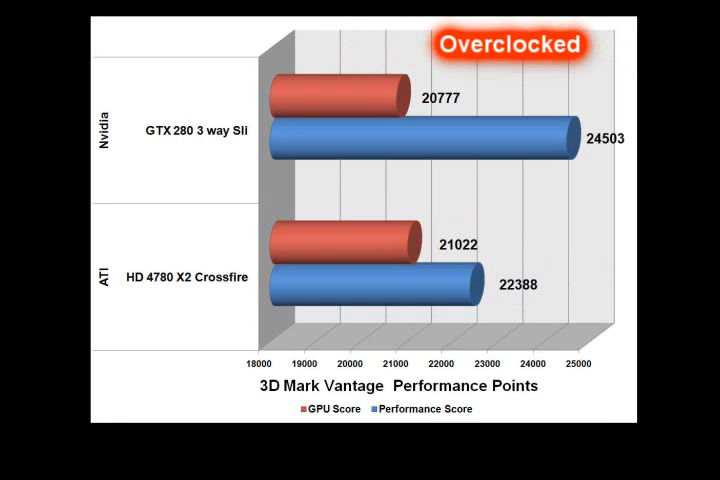 Overclocked
Nvidia
GTX 280 3 way Sli
20777
24503
ATI
HD 4780 X2 Crossfire
21022
22388
18000 19000 20000 21000 22000 23000 24000 25000
3D Mark Vantage Performance Points
GPU Score Performance Score